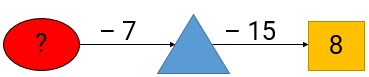 ? – 7 – 15 8